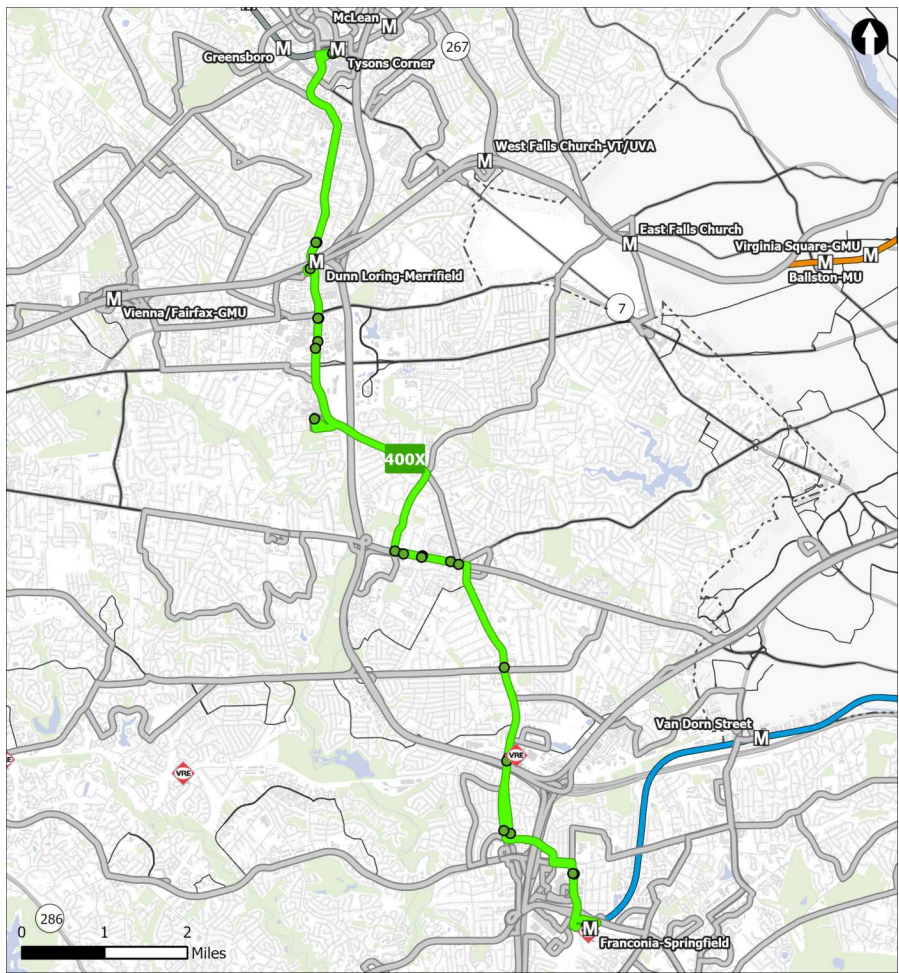 McLean
M
Greensboro
M
M
Tysons Corner
267
West Falls Church-VT/UVA
M
East Falls Church
M
Virginia Square-GMU
M
M
Ballston-MU
M
Dunn Loring-Merrifield
M
Vienna/Fairfax-GMU
7
400X
Van Dorn Street
M
VRE
VRE
286
0 1 2
Miles
M
Franconia-Springfield